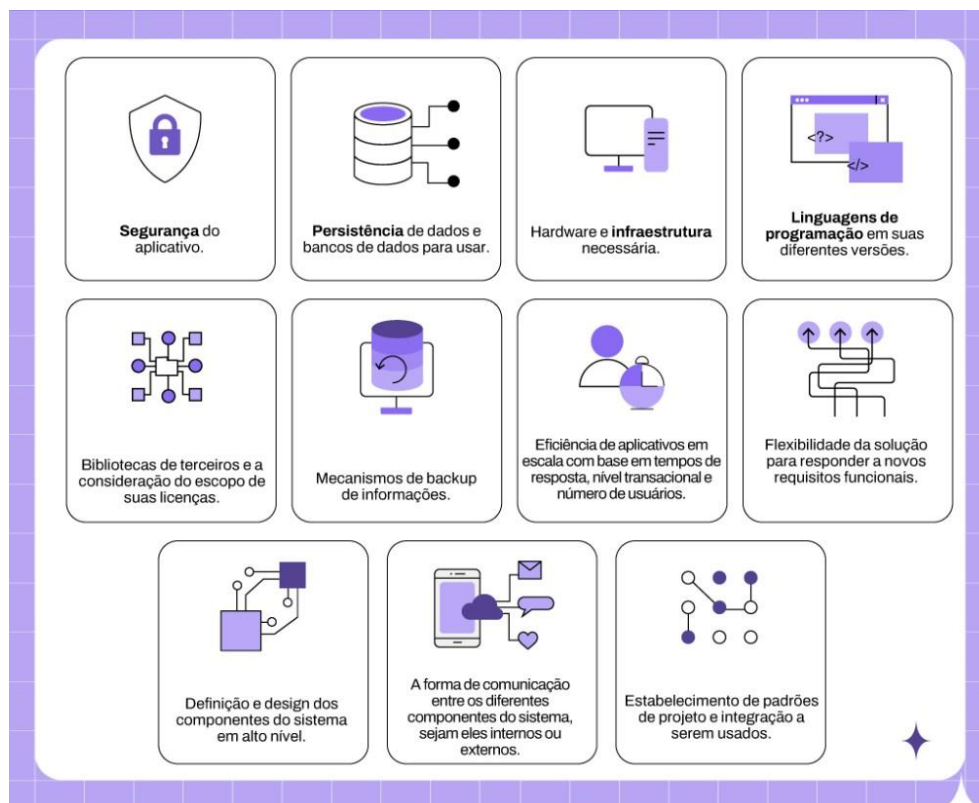 Segurança do
aplicativo.
Persistência de dados e
bancos de dados para usar.
Hardware e infraestrutura
necessária.
<?>
</>
Linguagens de
programação em suas
diferentes versões.
Bibliotecas de terceiros e a
consideração do escopo de
suas licenças.
Mecanismos de backup
de informações.
Eficiência de aplicativos em
escala com base em tempos de
resposta, nível transacional e
número de usuários.
Flexibilidade da solução
para responder a novos
requisitos funcionais.
Definição e design dos
componentes do sistema
em alto nível.
A forma de comunicação
entre os diferentes
componentes do sistema,
sejam eles internos ou
externos.
Estabelecimento de padrões
de projeto e integração a
serem usados.